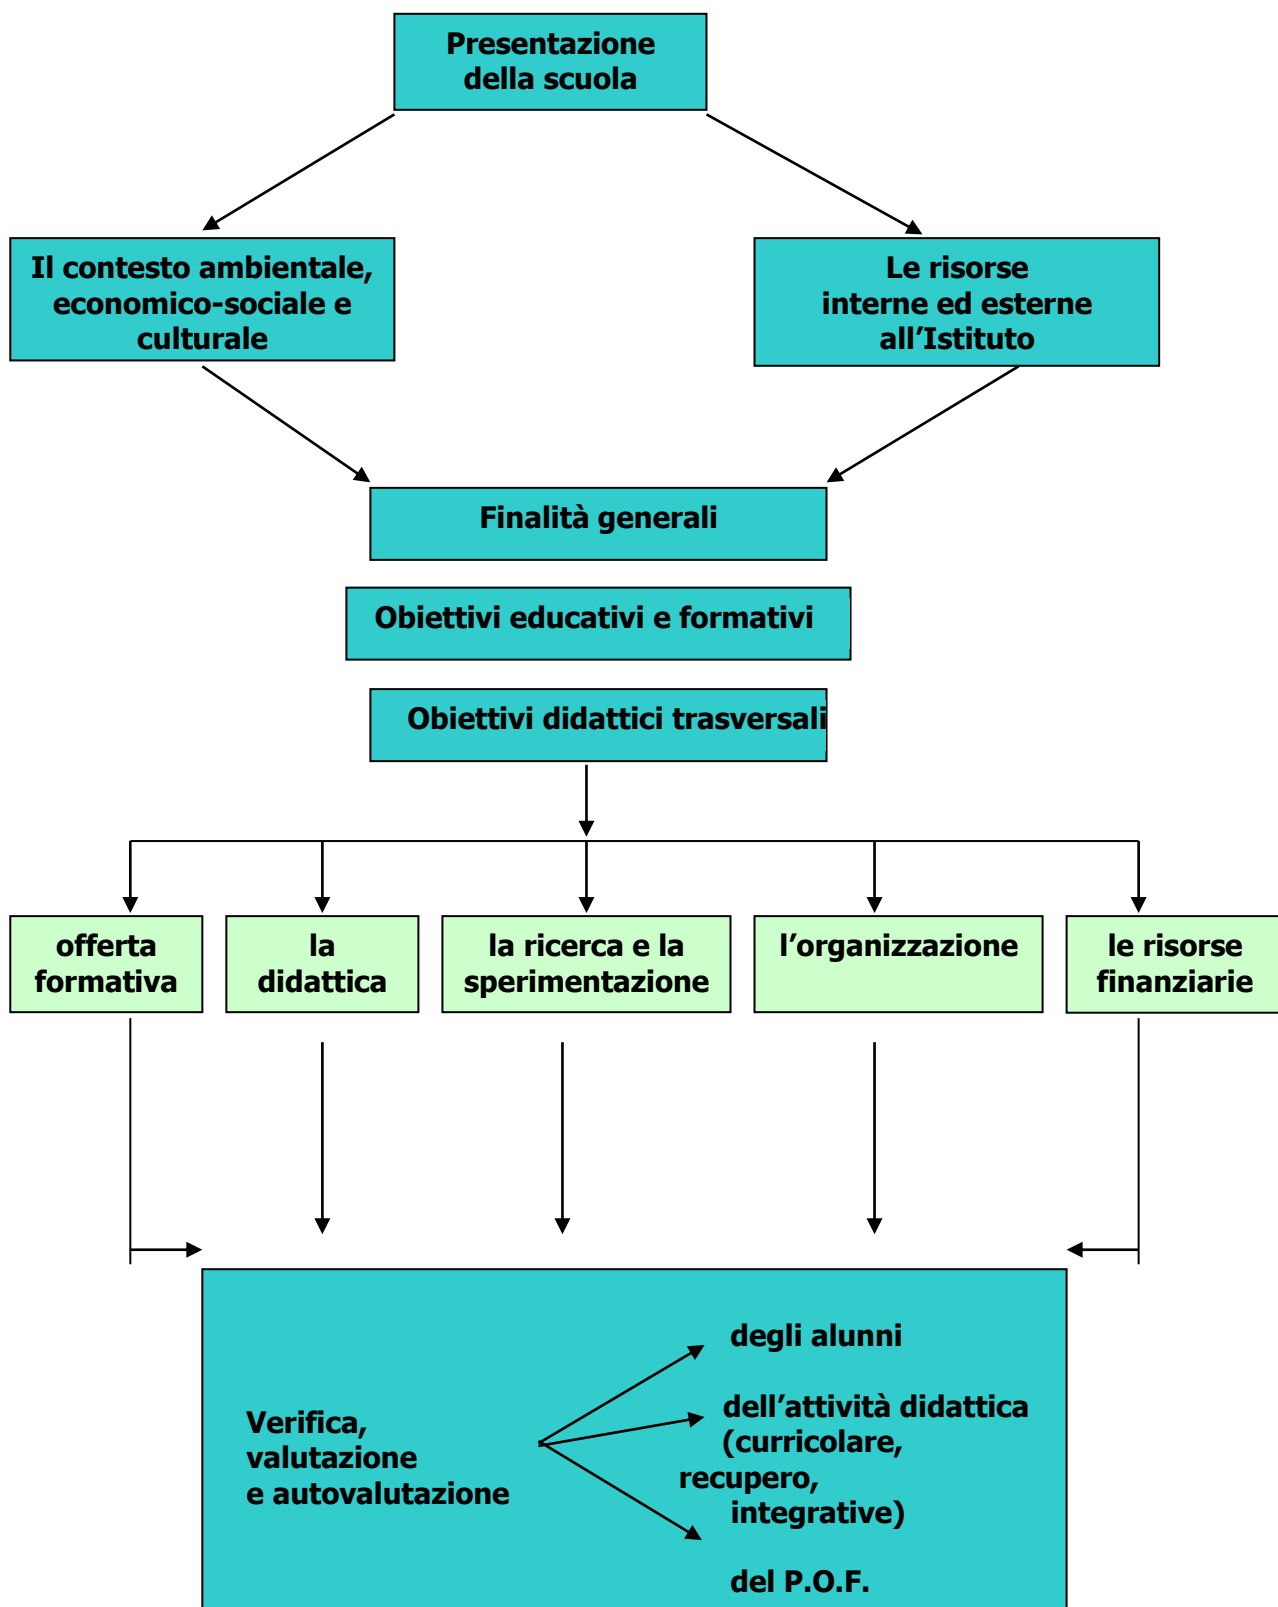 Presentazione
della scuola
Il contesto ambientale,
economico-sociale e
culturale
Le risorse
interne ed esterne
all’Istituto
Finalità generali
Obiettivi educativi e formativi
Obiettivi didattici trasversali
offerta
formativa
la
didattica
la ricerca e la
sperimentazione
l’organizzazione
le risorse
finanziarie
Verifica,
valutazione
e autovalutazione
degli alunni
dell’attività didattica
(curricolare,
recupero,
integrative)
del P.O.F.